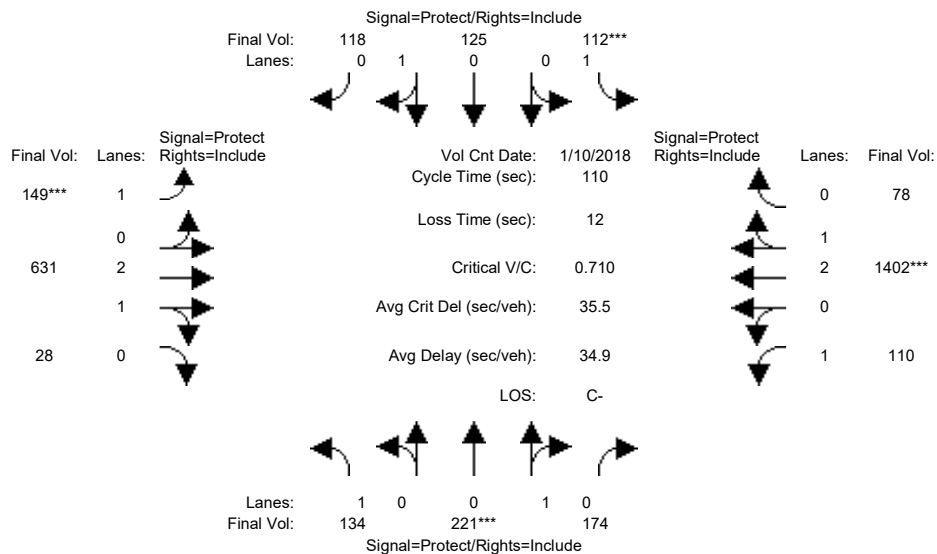 Signal=Protect/Rights=Include
Final Vol: 118 125 112***
Lanes: 0 1 0 0 1
Signal=Protect
Final Vol: Lanes: Rights=Include
Vol Cnt Date: 1/10/2018
Signal=Protect
Rights=Include Lanes: Final Vol:
Cycle Time (sec): 110
149*** 1
0 78
Loss Time (sec): 12
0
1
631 2
Critical V/C: 0.710
2 1402***
1
Avg Crit Del (sec/veh): 35.5
0
28 0
Avg Delay (sec/veh): 34.9
1 110
LOS: C-
Lanes: 1 0 0 1 0
Final Vol: 134 221*** 174
Signal=Protect/Rights=Include